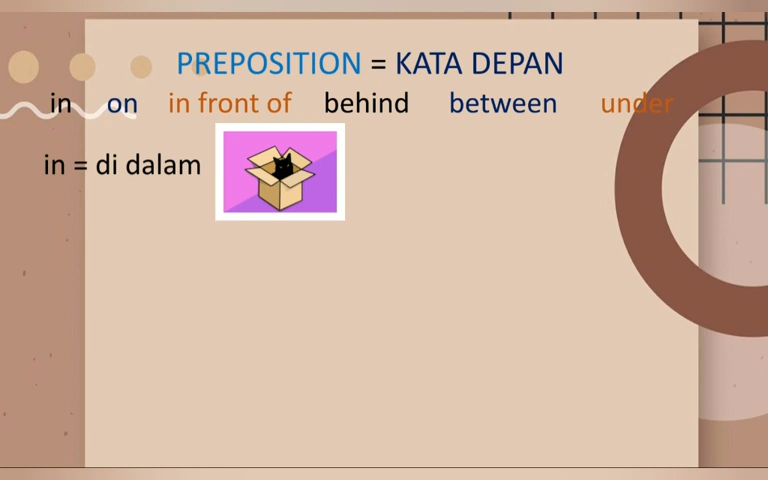 PREPOSITION = KATA DEPAN
in on in front of behind between under
in = di dalam